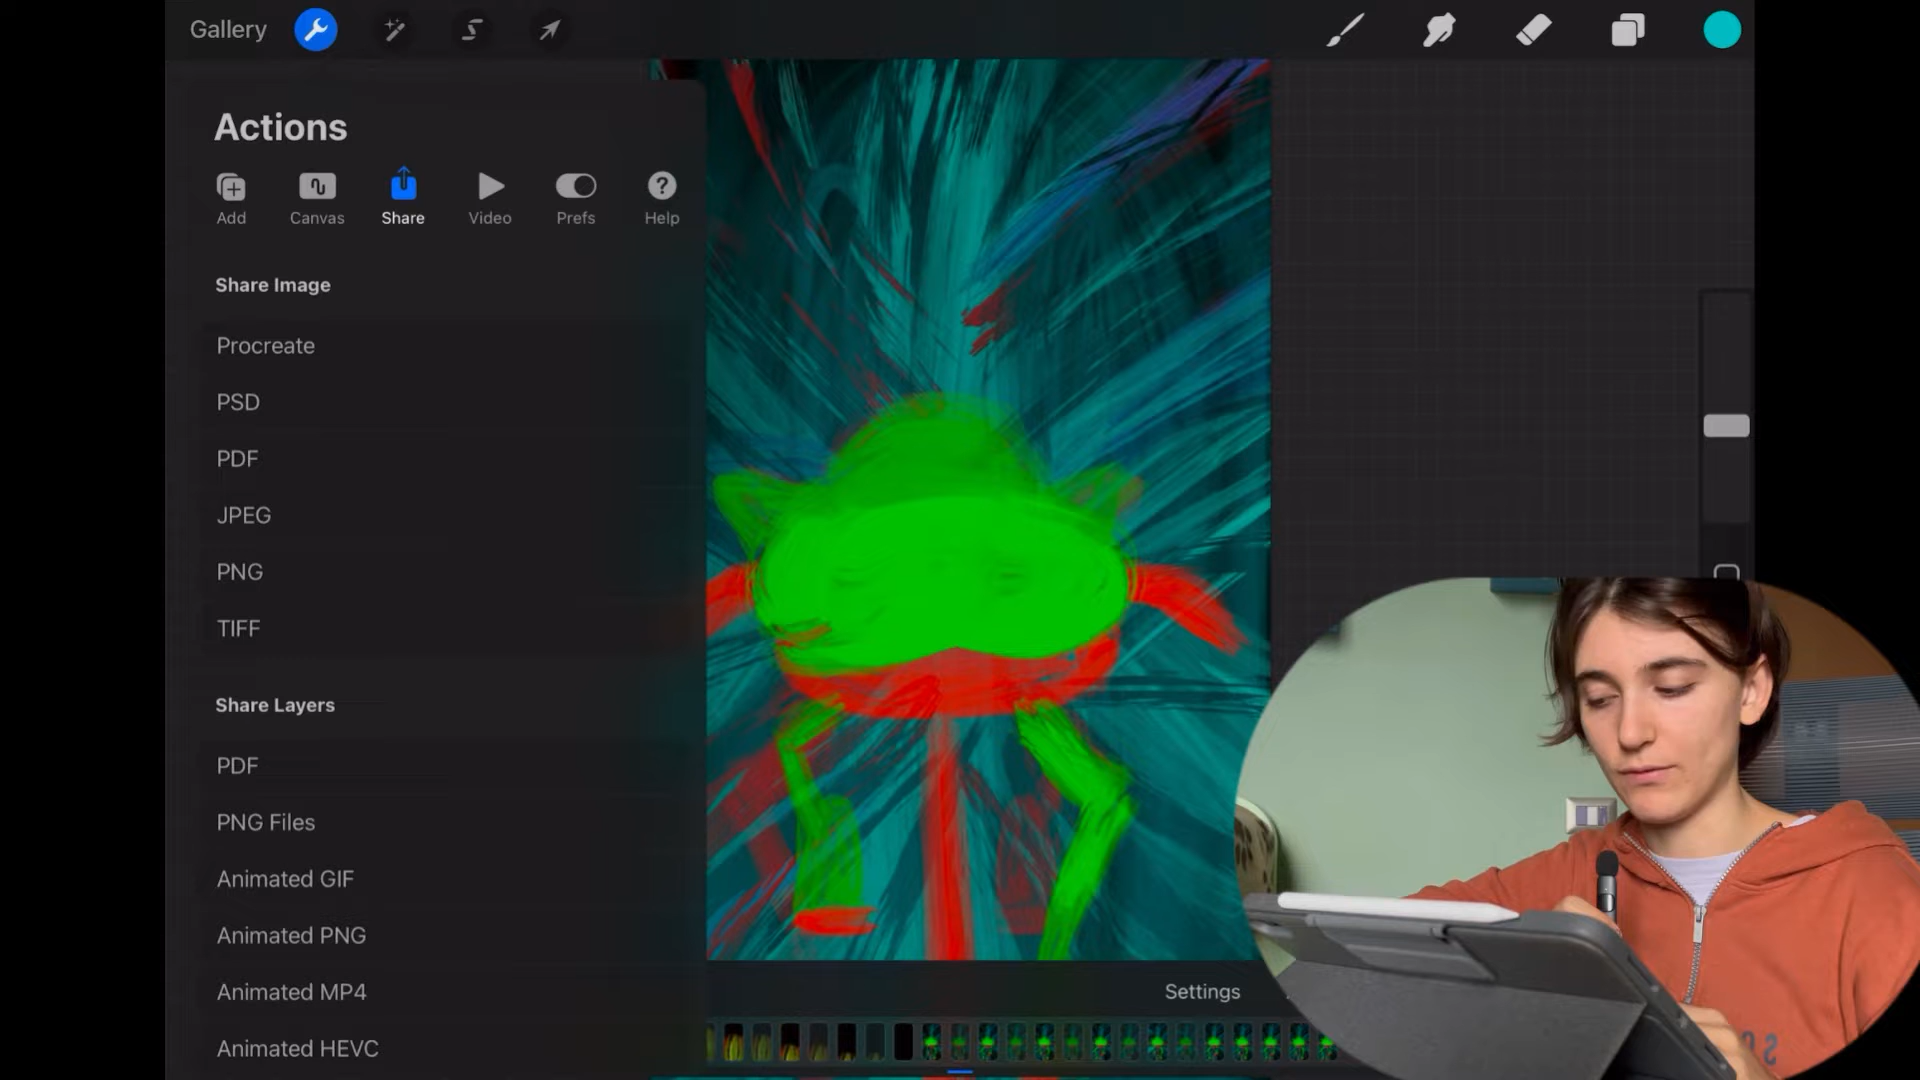 Gallery
Actions
Add
Canvas
Share
Video
Prefs
Help
Share Image
Procreate
PSD
PDF
JPEG
PNG
TIFF
Share Layers
PDF
PNG Files
Animated GIF
Animated PNG
Animated MP4
Animated HEVC
Settings